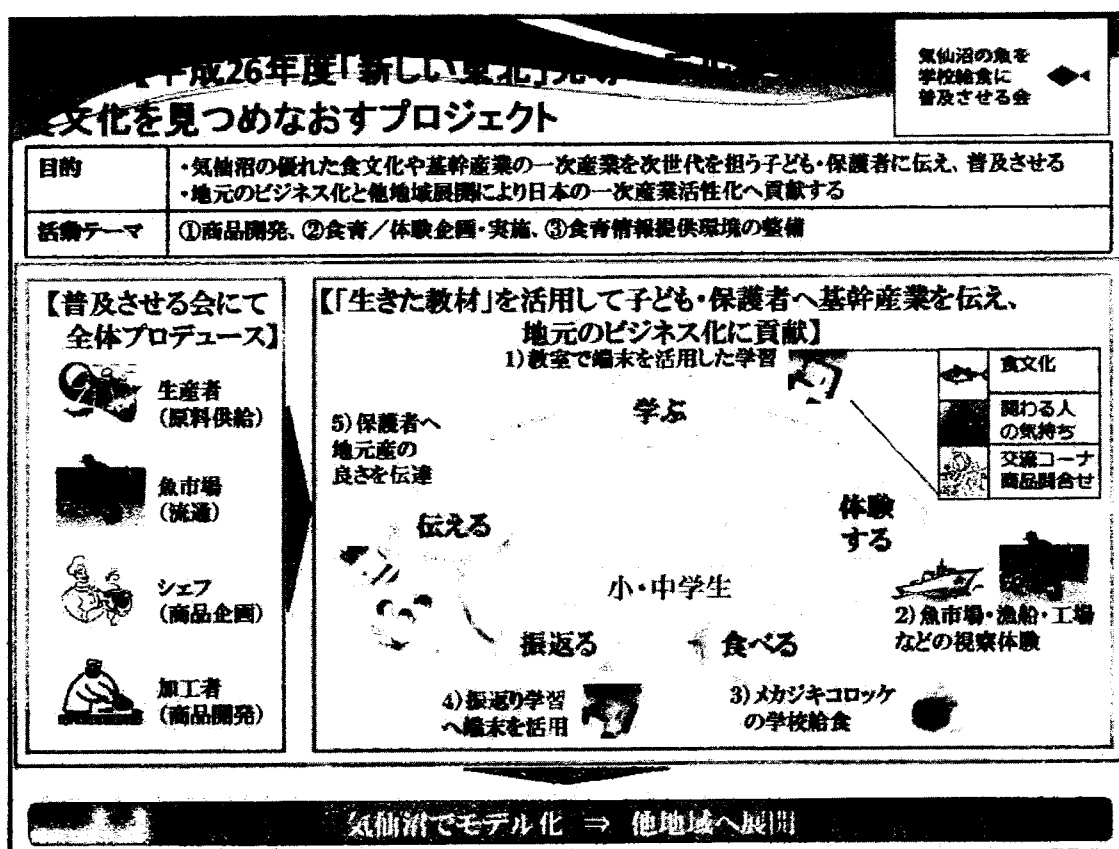 気仙沼の魚を
学校給食に
普及させる会
平成26年度「新しい東北」先
食文化を見つめなおすプロジェクト
目的
・気仙沼の優れた食文化や基幹産業の一次産業を次世代を担う子ども・保護者に伝え、普及させる
・地元のビジネス化と他地域展開により日本の一次産業活性化へ貢献する
活動テーマ
①商品開発、②食育／体験企画・実施、③食育情報提供環境の整備
【普及させる会にて
全体プロデュース】
生産者
(原料供給)
魚市場
(流通)
シェフ
(商品企画)
加工者
(商品開発)
【「生きた教材」を活用して子ども・保護者へ基幹産業を伝え、
地元のビジネス化に貢献】
1)教室で端末を活用した学習
食文化
関わる人
の気持ち
交流コーナ
商品問合せ
学ぶ
体験
する
2)魚市場・漁船・工場
などの視察体験
小・中学生
食べる
3)メカジキコロッケ
の学校給食
振返る
4)振返り学習
へ端末を活用
伝える
5)保護者へ
地元産の
良さを伝達
気仙沼でモデル化 ⇒ 他地域へ展開